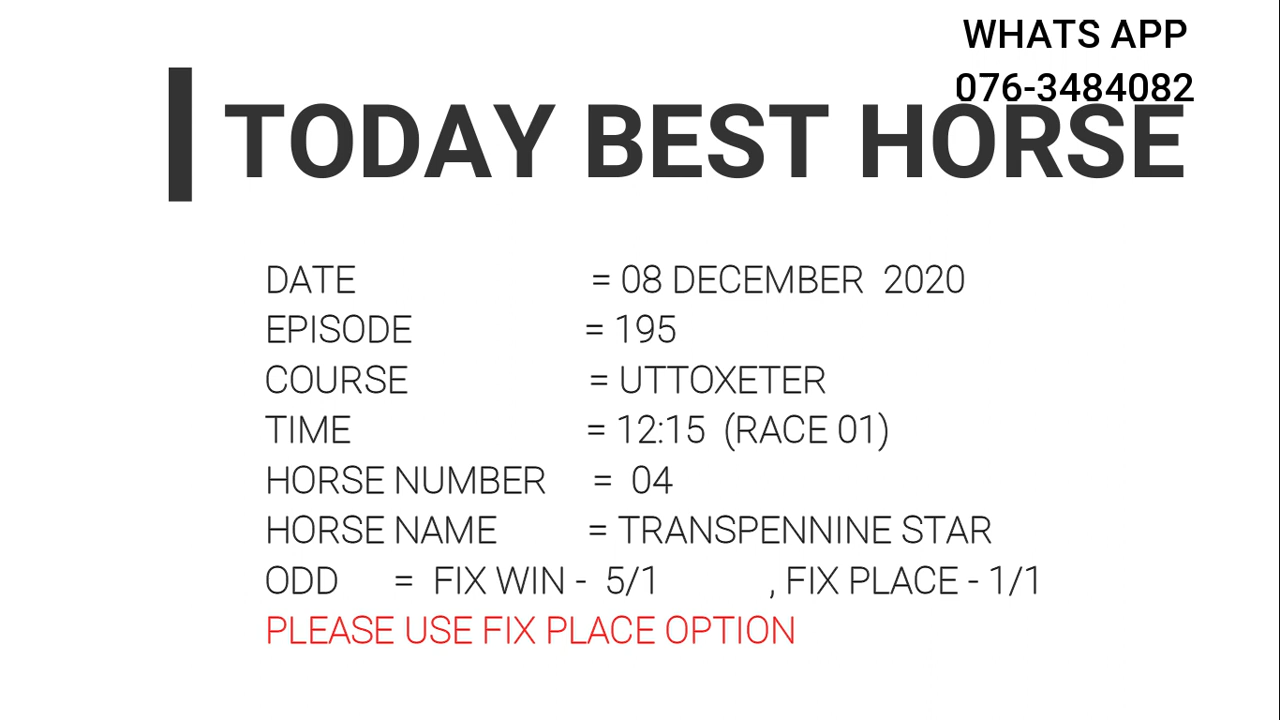 WHATS APP
076-3484082
TODAY BEST HORSE
DATE = 08 DECEMBER 2020
EPISODE = 195
COURSE = UTTOXETER
TIME = 12:15 (RACE 01)
HORSE NUMBER = 04
HORSE NAME = TRANSPENNINE STAR
ODD = FIX WIN - 5/1 , FIX PLACE - 1/1
PLEASE USE FIX PLACE OPTION